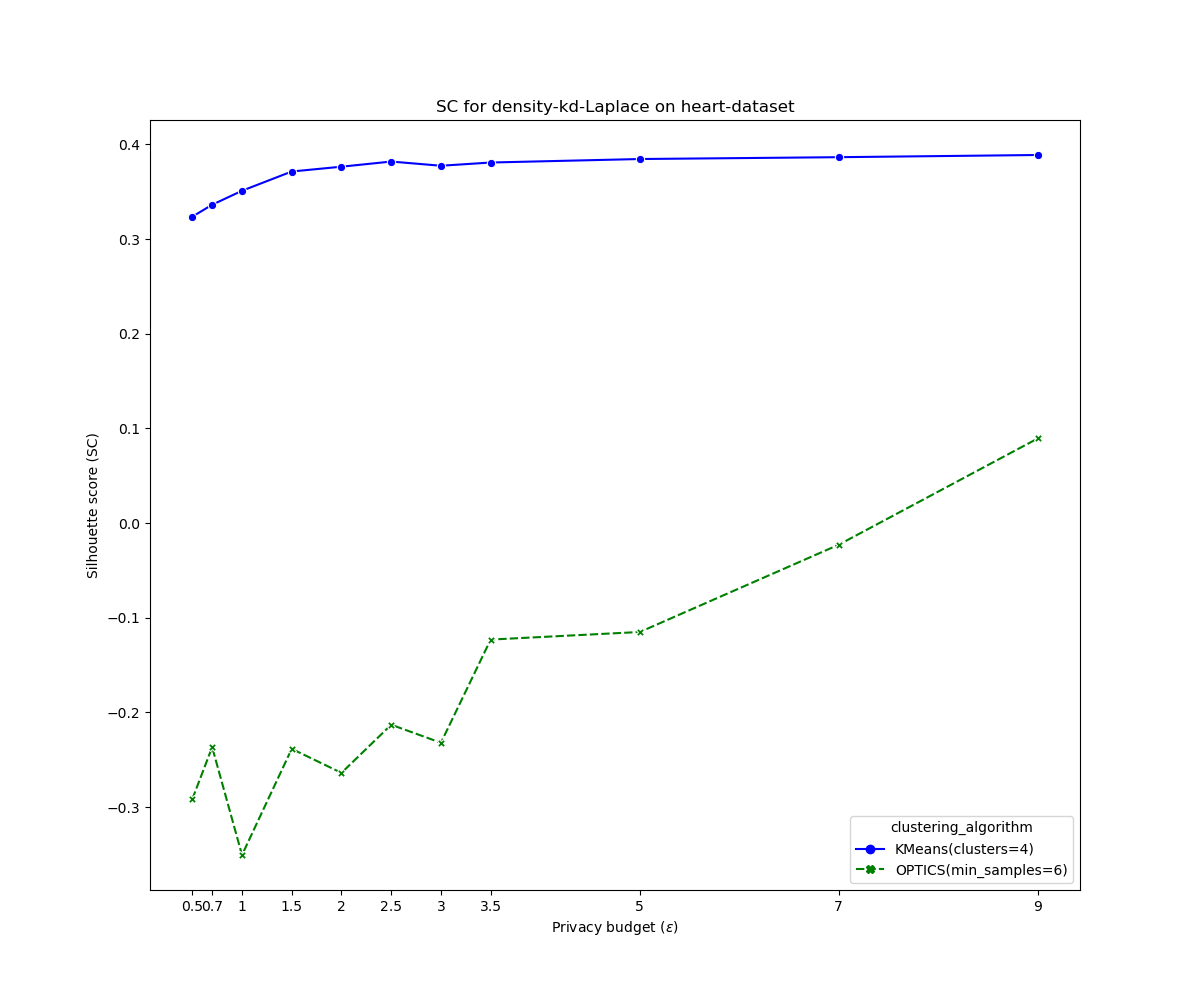 SC for density-kd-Laplace on heart-dataset
Silhouette score (SC)
0.4
0.3
0.2
0.1
0.0
−0.1
−0.2
−0.3
clustering_algorithm
KMeans(clusters=4)
OPTICS(min_samples=6)
0.5 0.7 1 1.5 2 2.5 3 3.5 5 7 9
Privacy budget (ε)